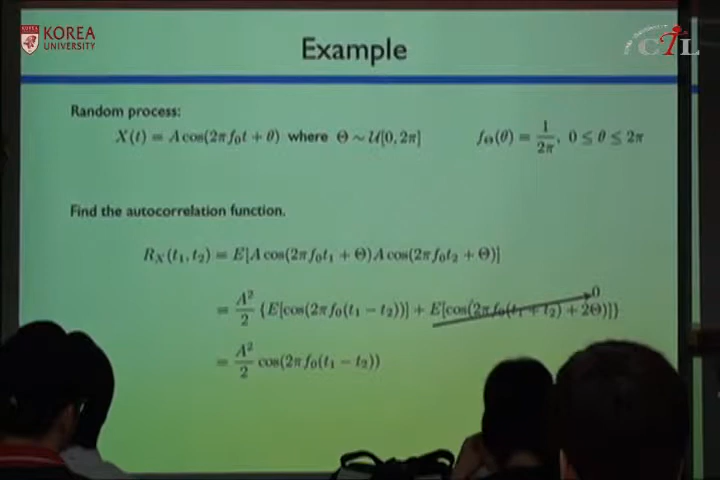 KOREA
UNIVERSITY
CTL
Example
Random process:
X(t) = A cos(2πf₀t + θ) where Θ ~ 𝒰[0, 2π] f_Θ(θ) = 1/2π, 0 ≤ θ ≤ 2π
Find the autocorrelation function.
R_X(t₁, t₂) = E[A cos(2πf₀t₁ + Θ)A cos(2πf₀t₂ + Θ)]
= A²/2 {E[cos(2πf₀(t₁ − t₂))] + E[cos(2πf₀(t₁ + t₂) + 2Θ)]} 0
= A²/2 cos(2πf₀(t₁ − t₂))